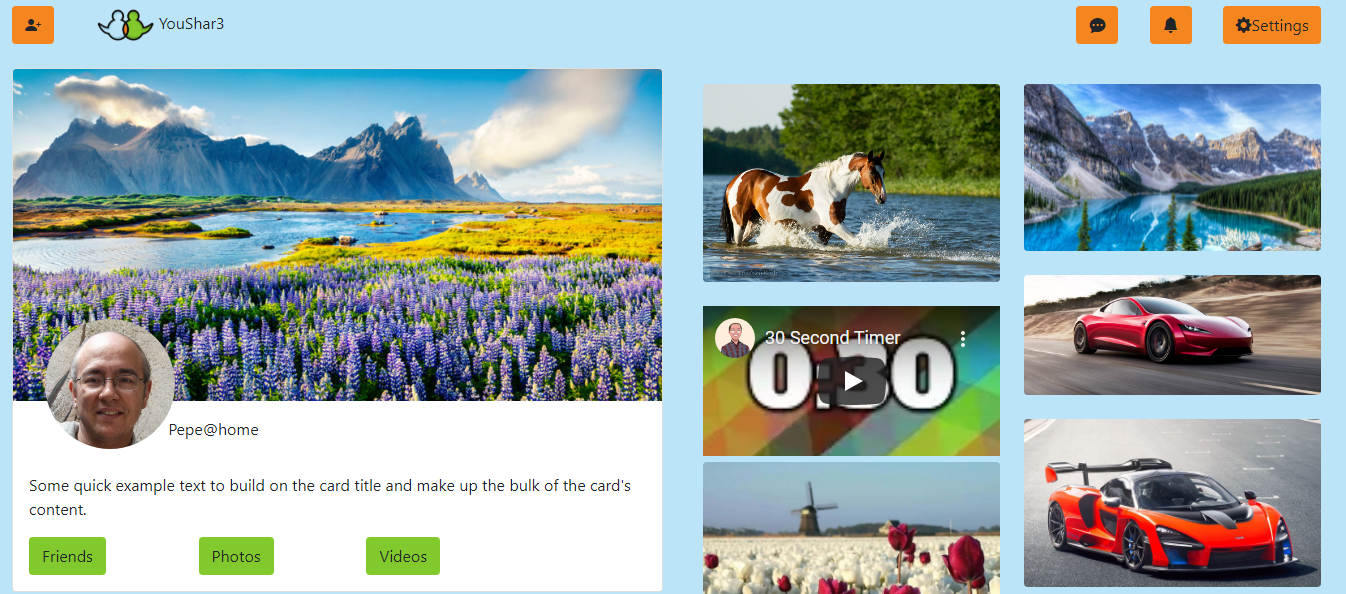 YouShar3
Settings
30 Second Timer
0:30
Pepe@home
Some quick example text to build on the card title and make up the bulk of the card's
content.
Friends
Photos
Videos